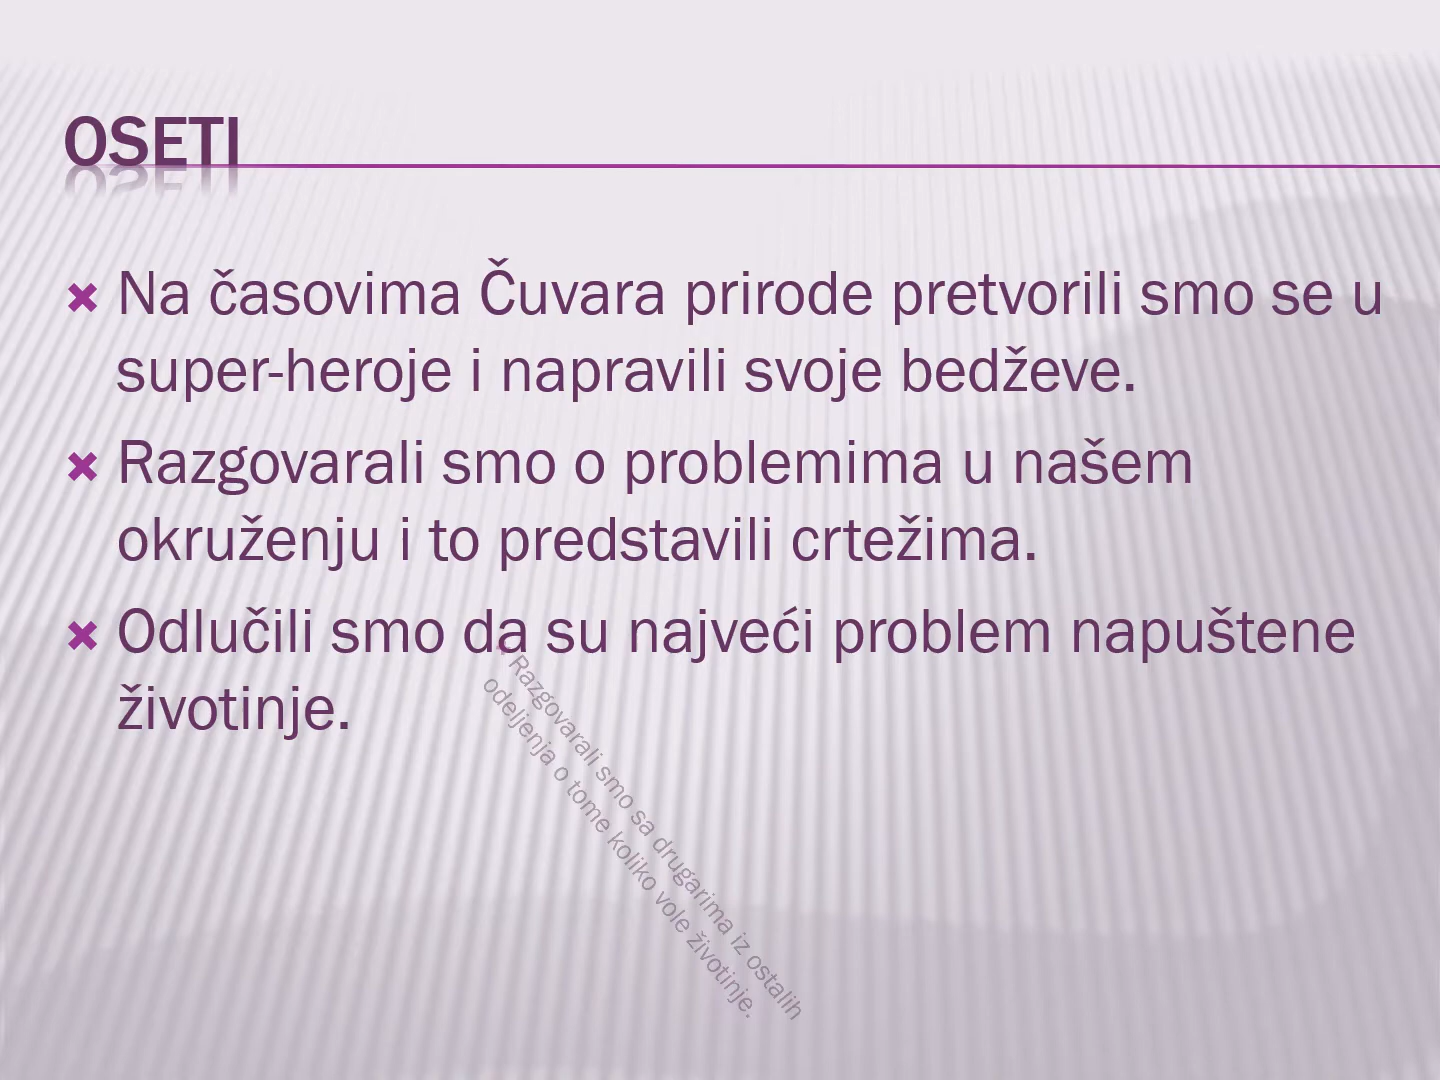 OSETI
Na časovima Čuvara prirode pretvorili smo se u
super-heroje i napravili svoje bedževe.
Razgovarali smo o problemima u našem
okruženju i to predstavili crtežima.
Odlučili smo da su najveći problem napuštene
životinje.
Razgovarali smo sa drugarima iz ostalih
odeljenja o tome koliko vole životinje.